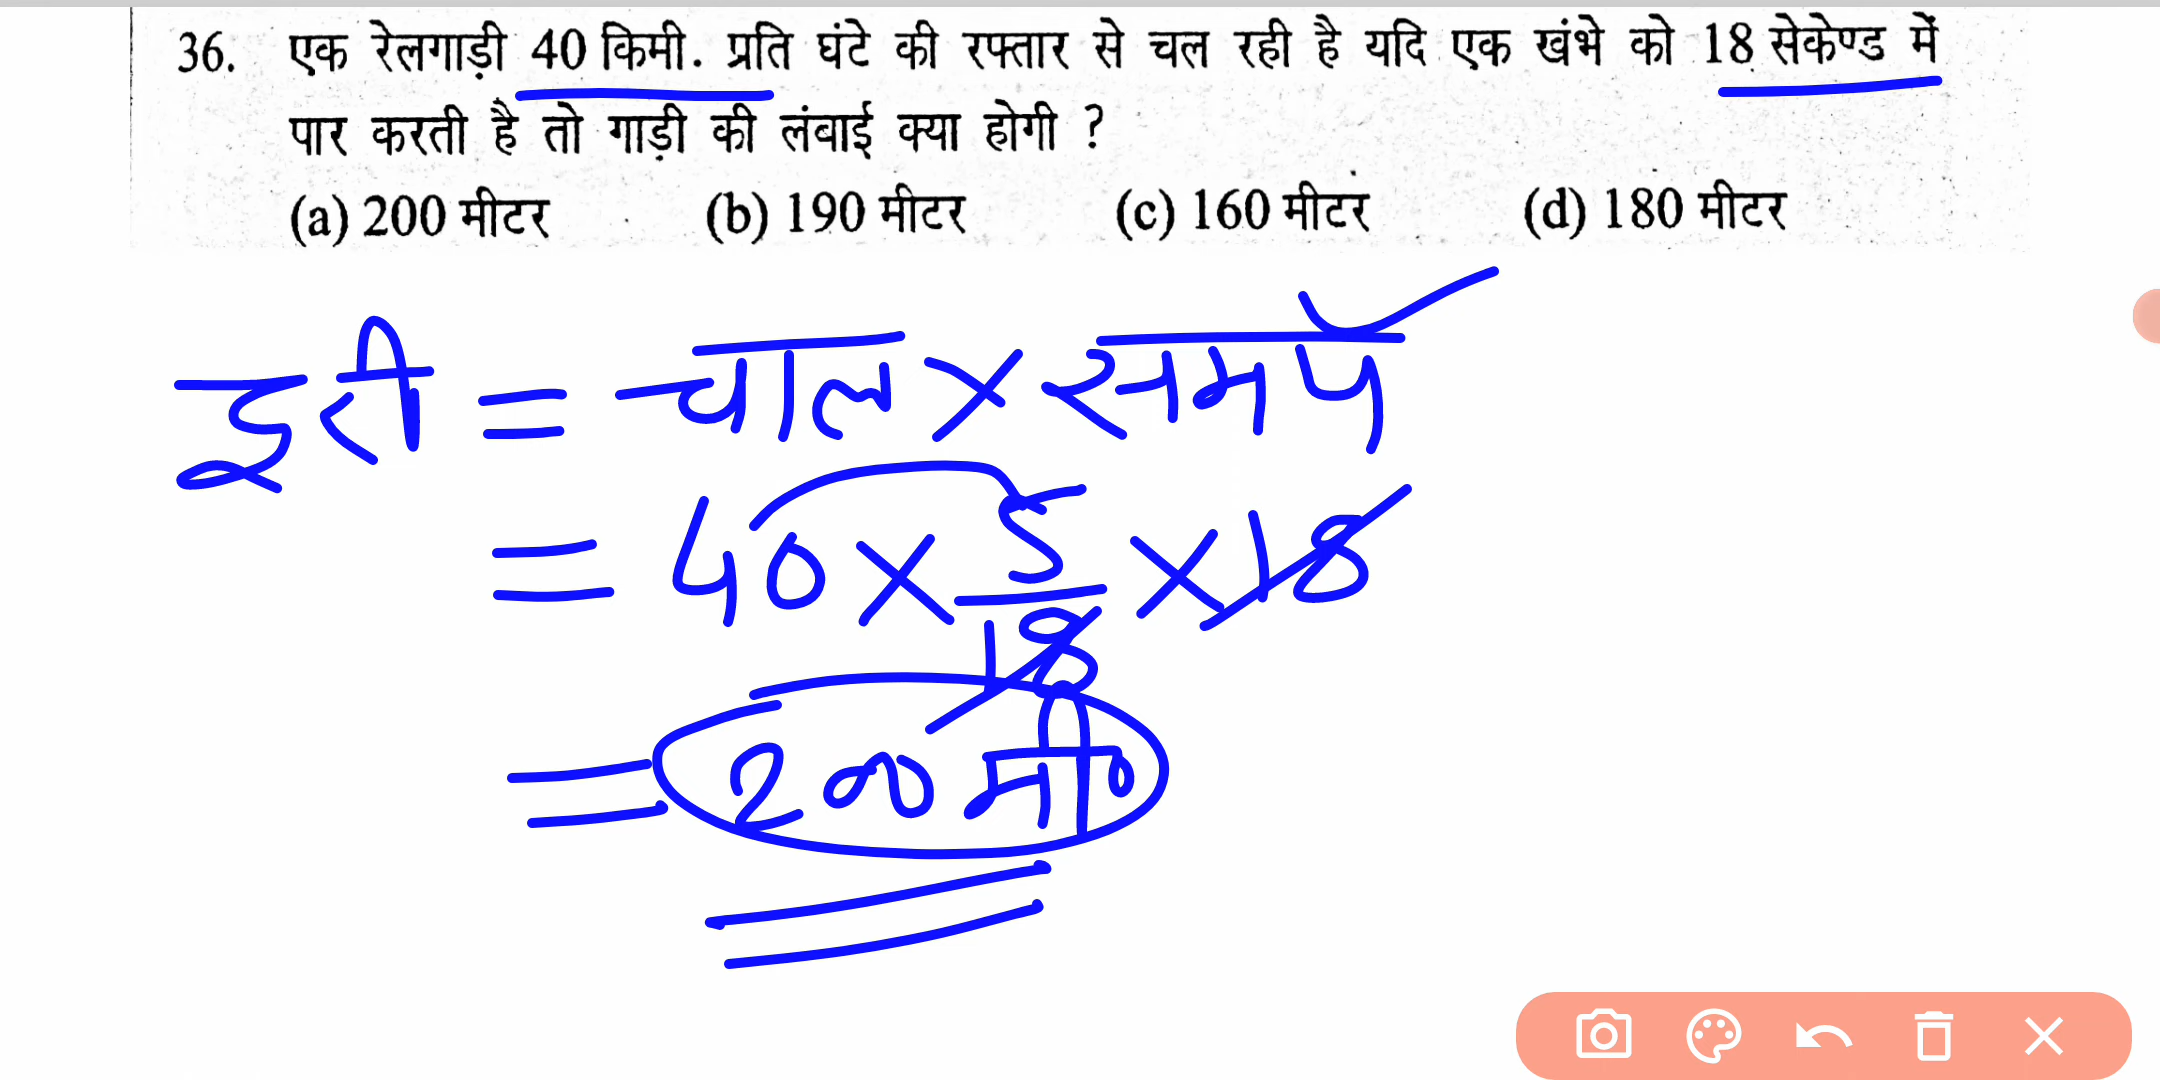 36. एक रेलगाड़ी 40 किमी. प्रति घंटे की रफ्तार से चल रही है यदि एक खंभे को 18 सेकेण्ड में
पार करती है तो गाड़ी की लंबाई क्या होगी ?
(a) 200 मीटर (b) 190 मीटर (c) 160 मीटर (d) 180 मीटर
दूरी = चाल × समय
= 40 × 5/18 × 18
= 200 मी०